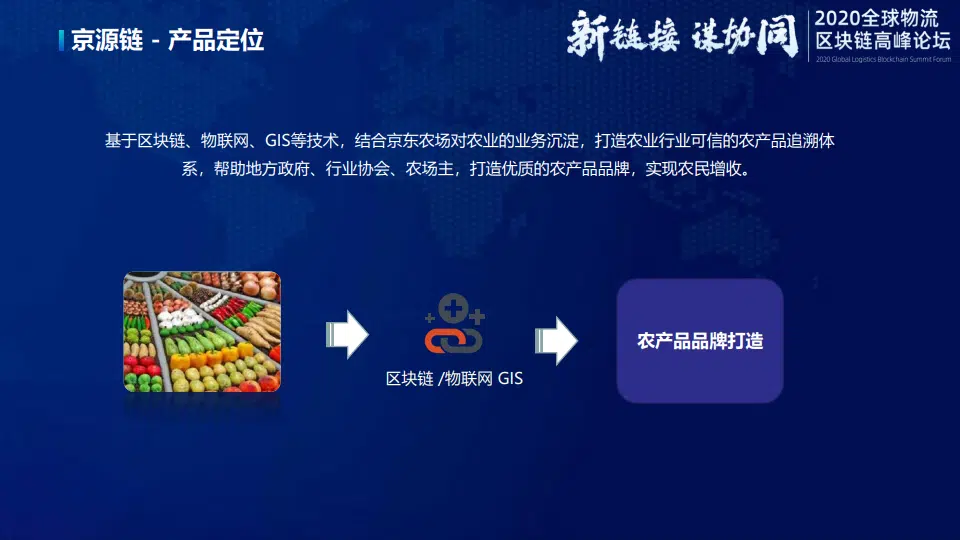 京源链 - 产品定位
新链接 谋协同
2020全球物流
区块链高峰论坛
2020 Global Logistics Blockchain Summit Forum
基于区块链、物联网、GIS等技术，结合京东农场对农业的业务沉淀，打造农业行业可信的农产品追溯体
系，帮助地方政府、行业协会、农场主，打造优质的农产品品牌，实现农民增收。
区块链 /物联网 GIS
农产品品牌打造